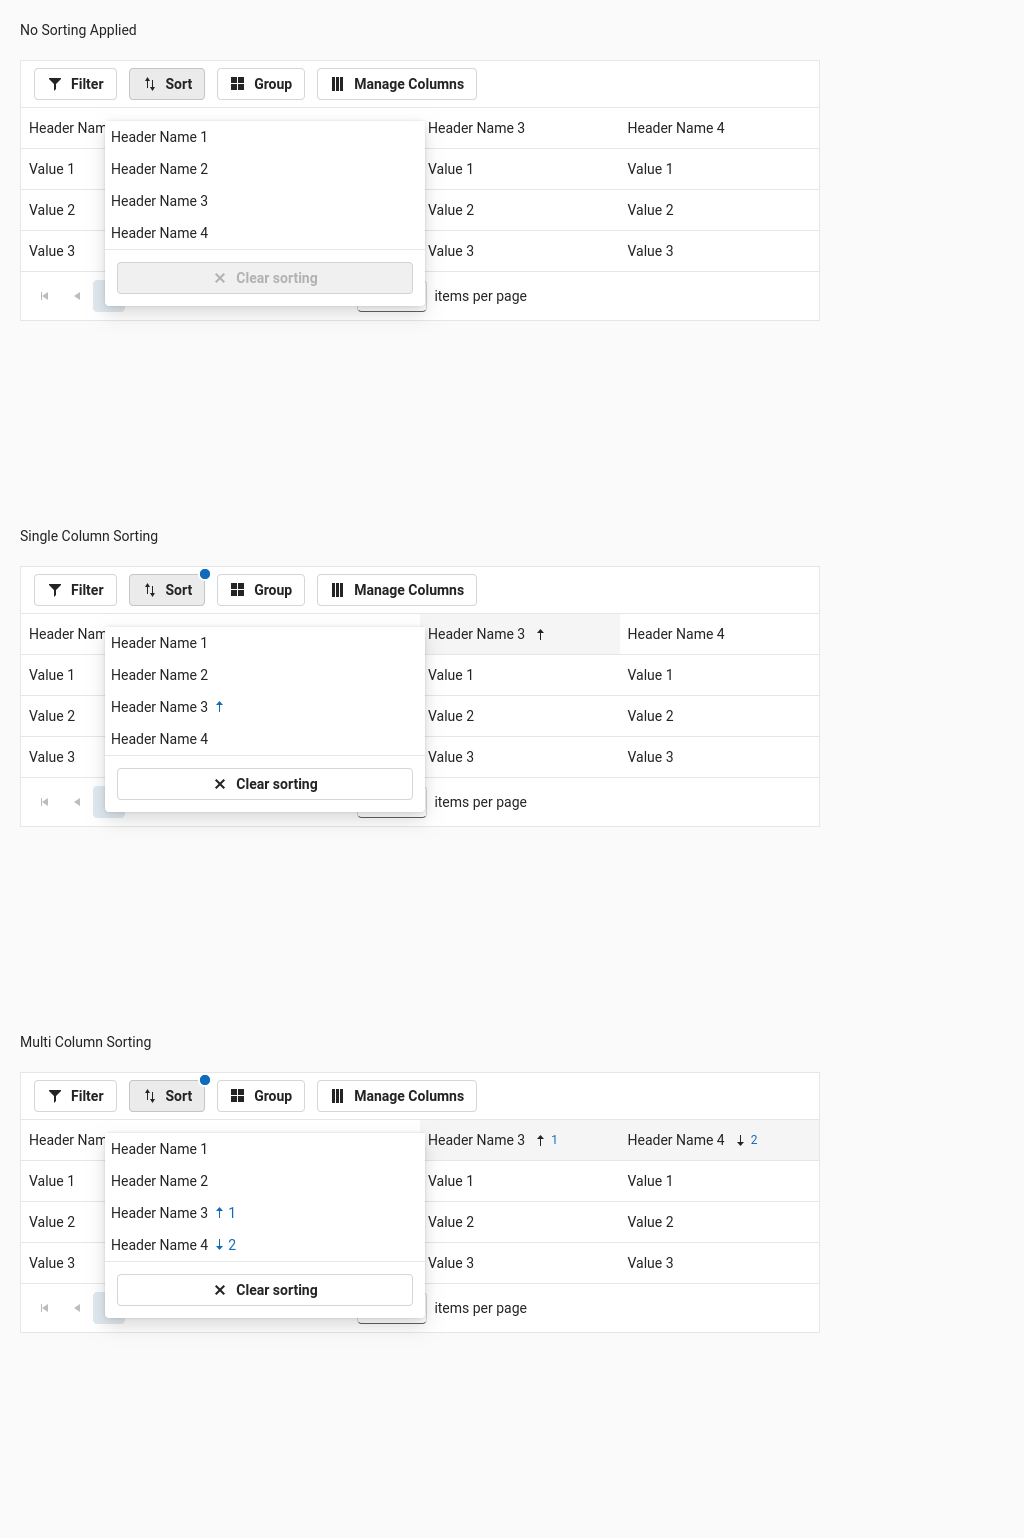 No Sorting Applied
Filter Sort Group Manage Columns
Header Nam Header Name 3 Header Name 4
Header Name 1
Value 1 Header Name 2 Value 1 Value 1
Header Name 3
Value 2 Value 2 Value 2
Header Name 4
Value 3 Value 3 Value 3
Clear sorting
items per page
Single Column Sorting
Filter Sort Group Manage Columns
Header Nam Header Name 3 Header Name 4
Header Name 1
Value 1 Header Name 2 Value 1 Value 1
Header Name 3
Value 2 Value 2 Value 2
Header Name 4
Value 3 Value 3 Value 3
Clear sorting
items per page
Multi Column Sorting
Filter Sort Group Manage Columns
Header Nam Header Name 3 1 Header Name 4 2
Header Name 1
Value 1 Header Name 2 Value 1 Value 1
Header Name 3 1
Value 2 Value 2 Value 2
Header Name 4 2
Value 3 Value 3 Value 3
Clear sorting
items per page